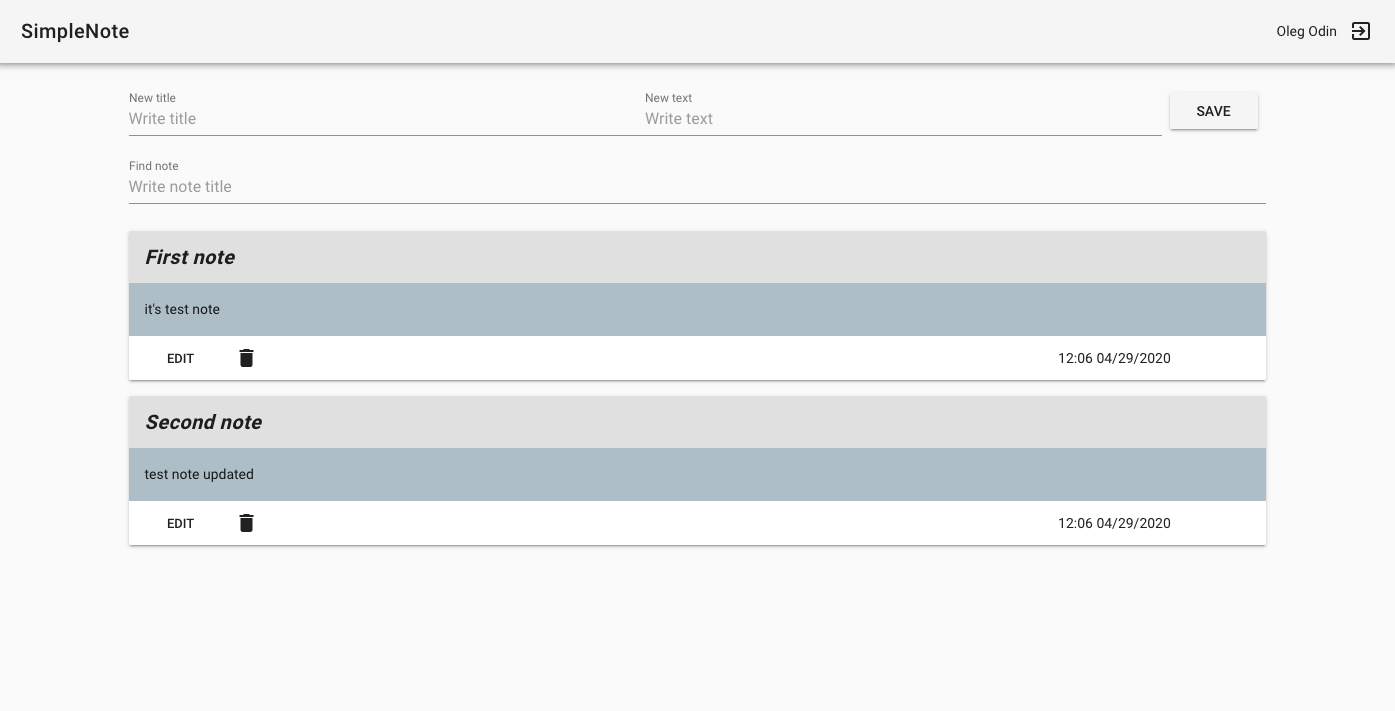 SimpleNote
Oleg Odin
New title
New text
Write title
Write text
SAVE
Find note
Write note title
First note
it's test note
EDIT
12:06 04/29/2020
Second note
test note updated
EDIT
12:06 04/29/2020